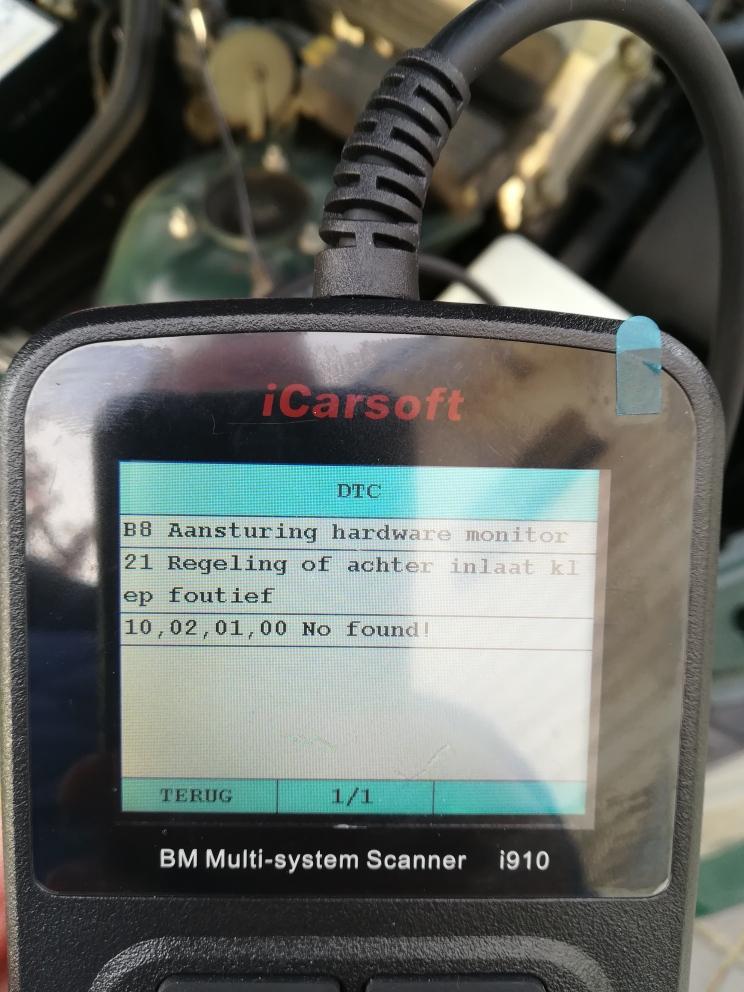 iCarsoft
DTC
B8 Aansturing hardware monitor
21 Regeling of achter inlaat kl
ep foutief
10,02,01,00 No found!
TERUG 1/1
BM Multi-system Scanner i910